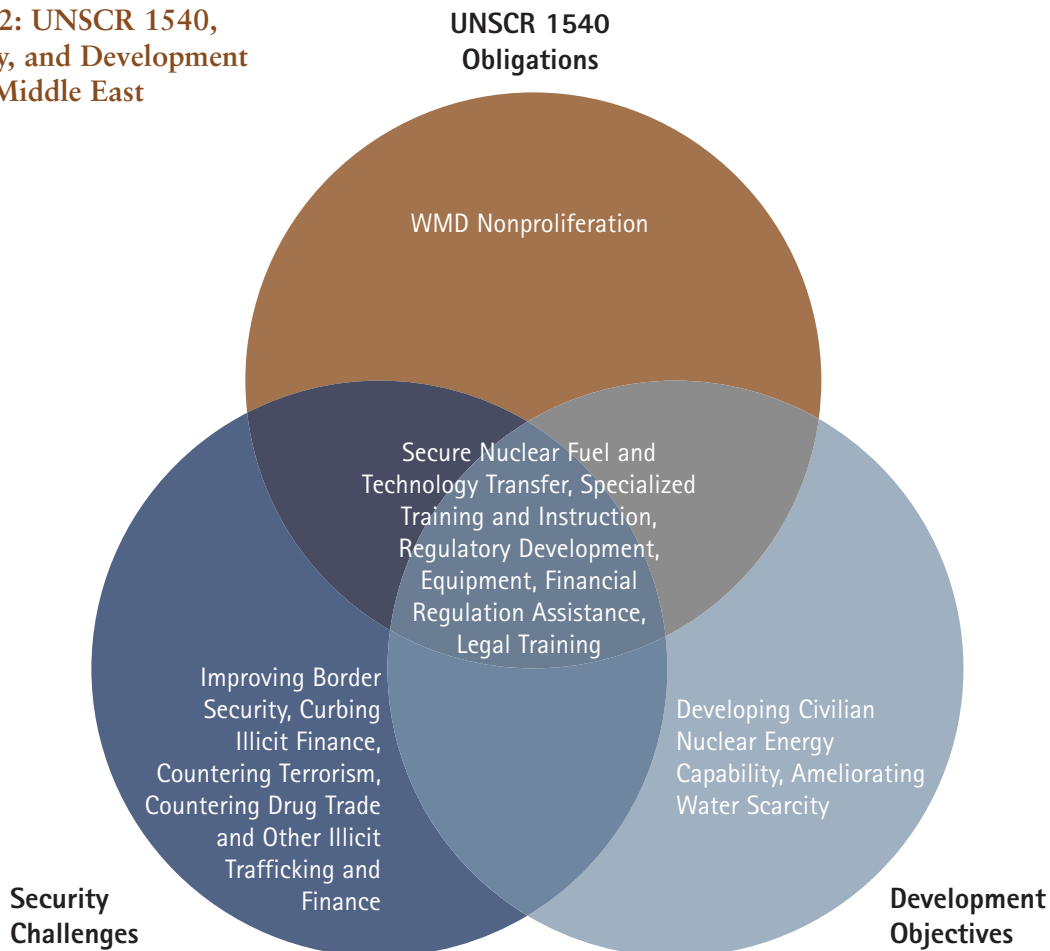 2: UNSCR 1540,
y, and Development
Middle East
UNSCR 1540
Obligations
WMD Nonproliferation
Secure Nuclear Fuel and
Technology Transfer, Specialized
Training and Instruction,
Regulatory Development,
Equipment, Financial
Regulation Assistance,
Legal Training
Improving Border
Security, Curbing
Illicit Finance,
Countering Terrorism,
Countering Drug Trade
and Other Illicit
Trafficking and
Finance
Developing Civilian
Nuclear Energy
Capability, Ameliorating
Water Scarcity
Security
Challenges
Development
Objectives